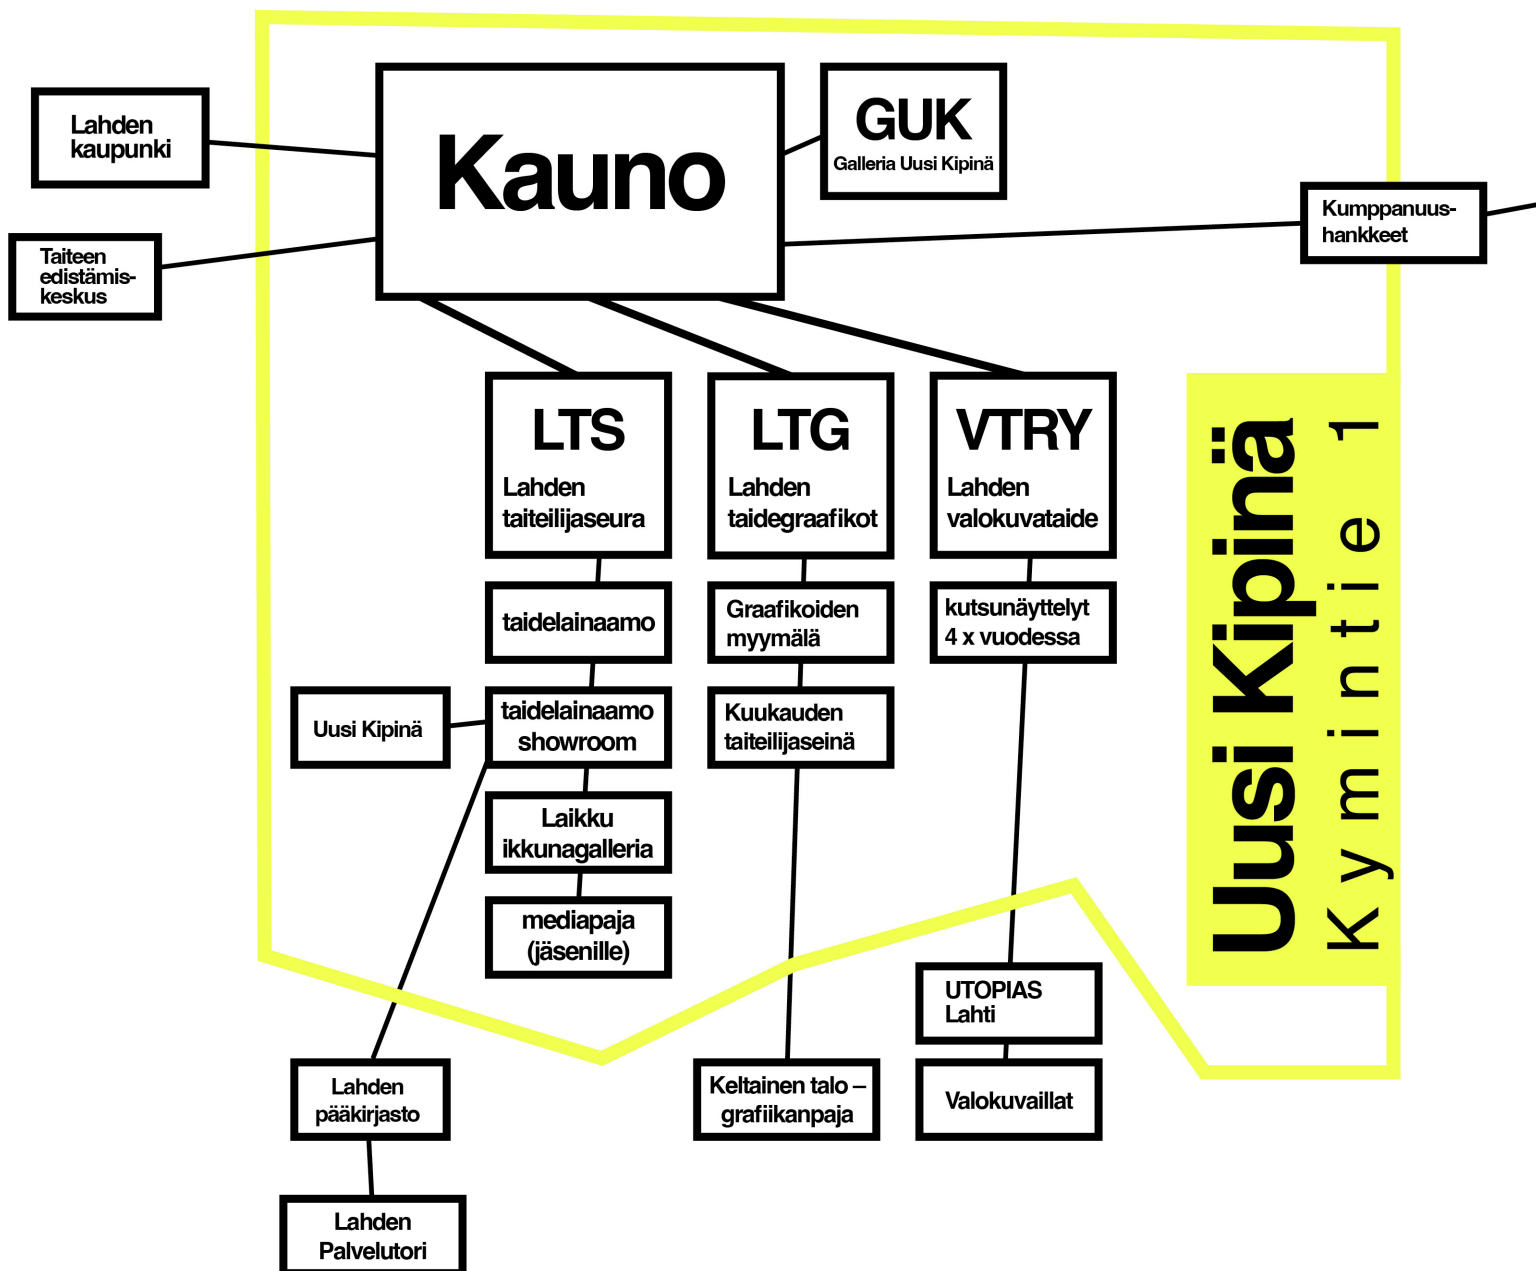 Lahden
kaupunki
Taiteen
edistämis-
keskus
Kauno
GUK
Galleria Uusi Kipinä
Kumppanuus-
hankkeet
LTS
Lahden
taiteilijaseura
LTG
Lahden
taidegraafikot
VTRY
Lahden
valokuvataide
taidelainaamo
Graafikoiden
myymälä
kutsunäyttelyt
4 x vuodessa
Uusi Kipinä
taidelainaamo
showroom
Kuukauden
taiteilijaseinä
Laikku
ikkunagalleria
mediapaja
(jäsenille)
UTOPIAS
Lahti
Lahden
pääkirjasto
Keltainen talo –
grafiikanpaja
Valokuvaillat
Lahden
Palvelutori
Uusi Kipinä
Kymintie 1